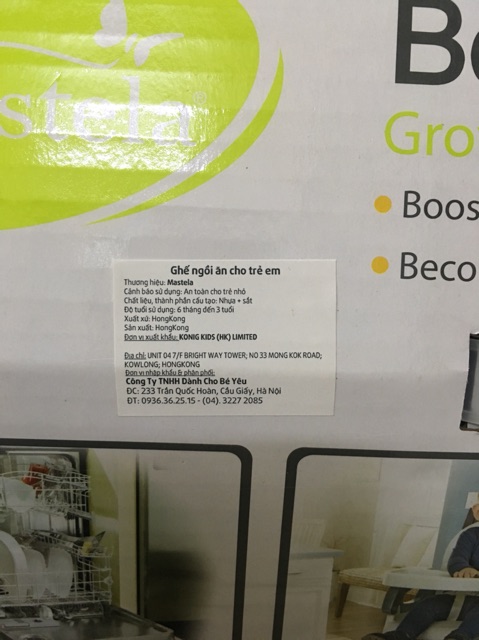 stela
Bo
Gro
Boos
Beco
Ghế ngồi ăn cho trẻ em
Thương hiệu: Mastela
Cảnh báo sử dụng: An toàn cho trẻ nhỏ
Chất liệu, thành phần cấu tạo: Nhựa + sắt
Độ tuổi sử dụng: 6 tháng đến 3 tuổi
Xuất xứ: HongKong
Sản xuất: HongKong
Đơn vị xuất khẩu: KONIG KIDS (HK) LIMITED
Địa chỉ: UNIT 04 7/F BRIGHT WAY TOWER; NO 33 MONG KOK ROAD;
KOWLONG; HONGKONG
Đơn vị nhập khẩu & phân phối:
Công Ty TNHH Dành Cho Bé Yêu
ĐC: 233 Trần Quốc Hoàn, Cầu Giấy, Hà Nội
ĐT: 0936.36.25.15 - (04). 3227 2085